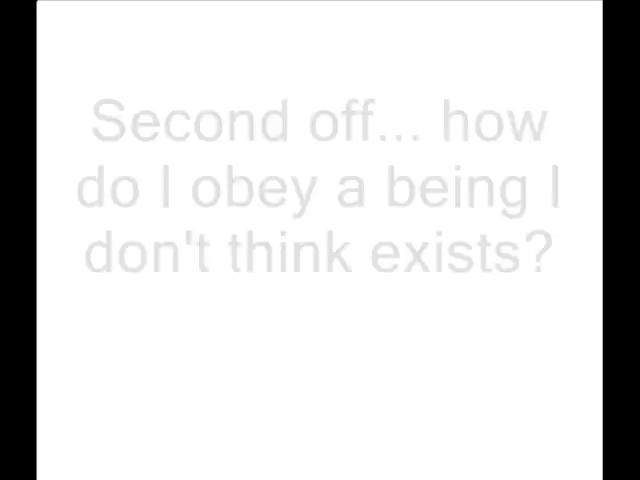 Second off... how
do I obey a being I
don't think exists?